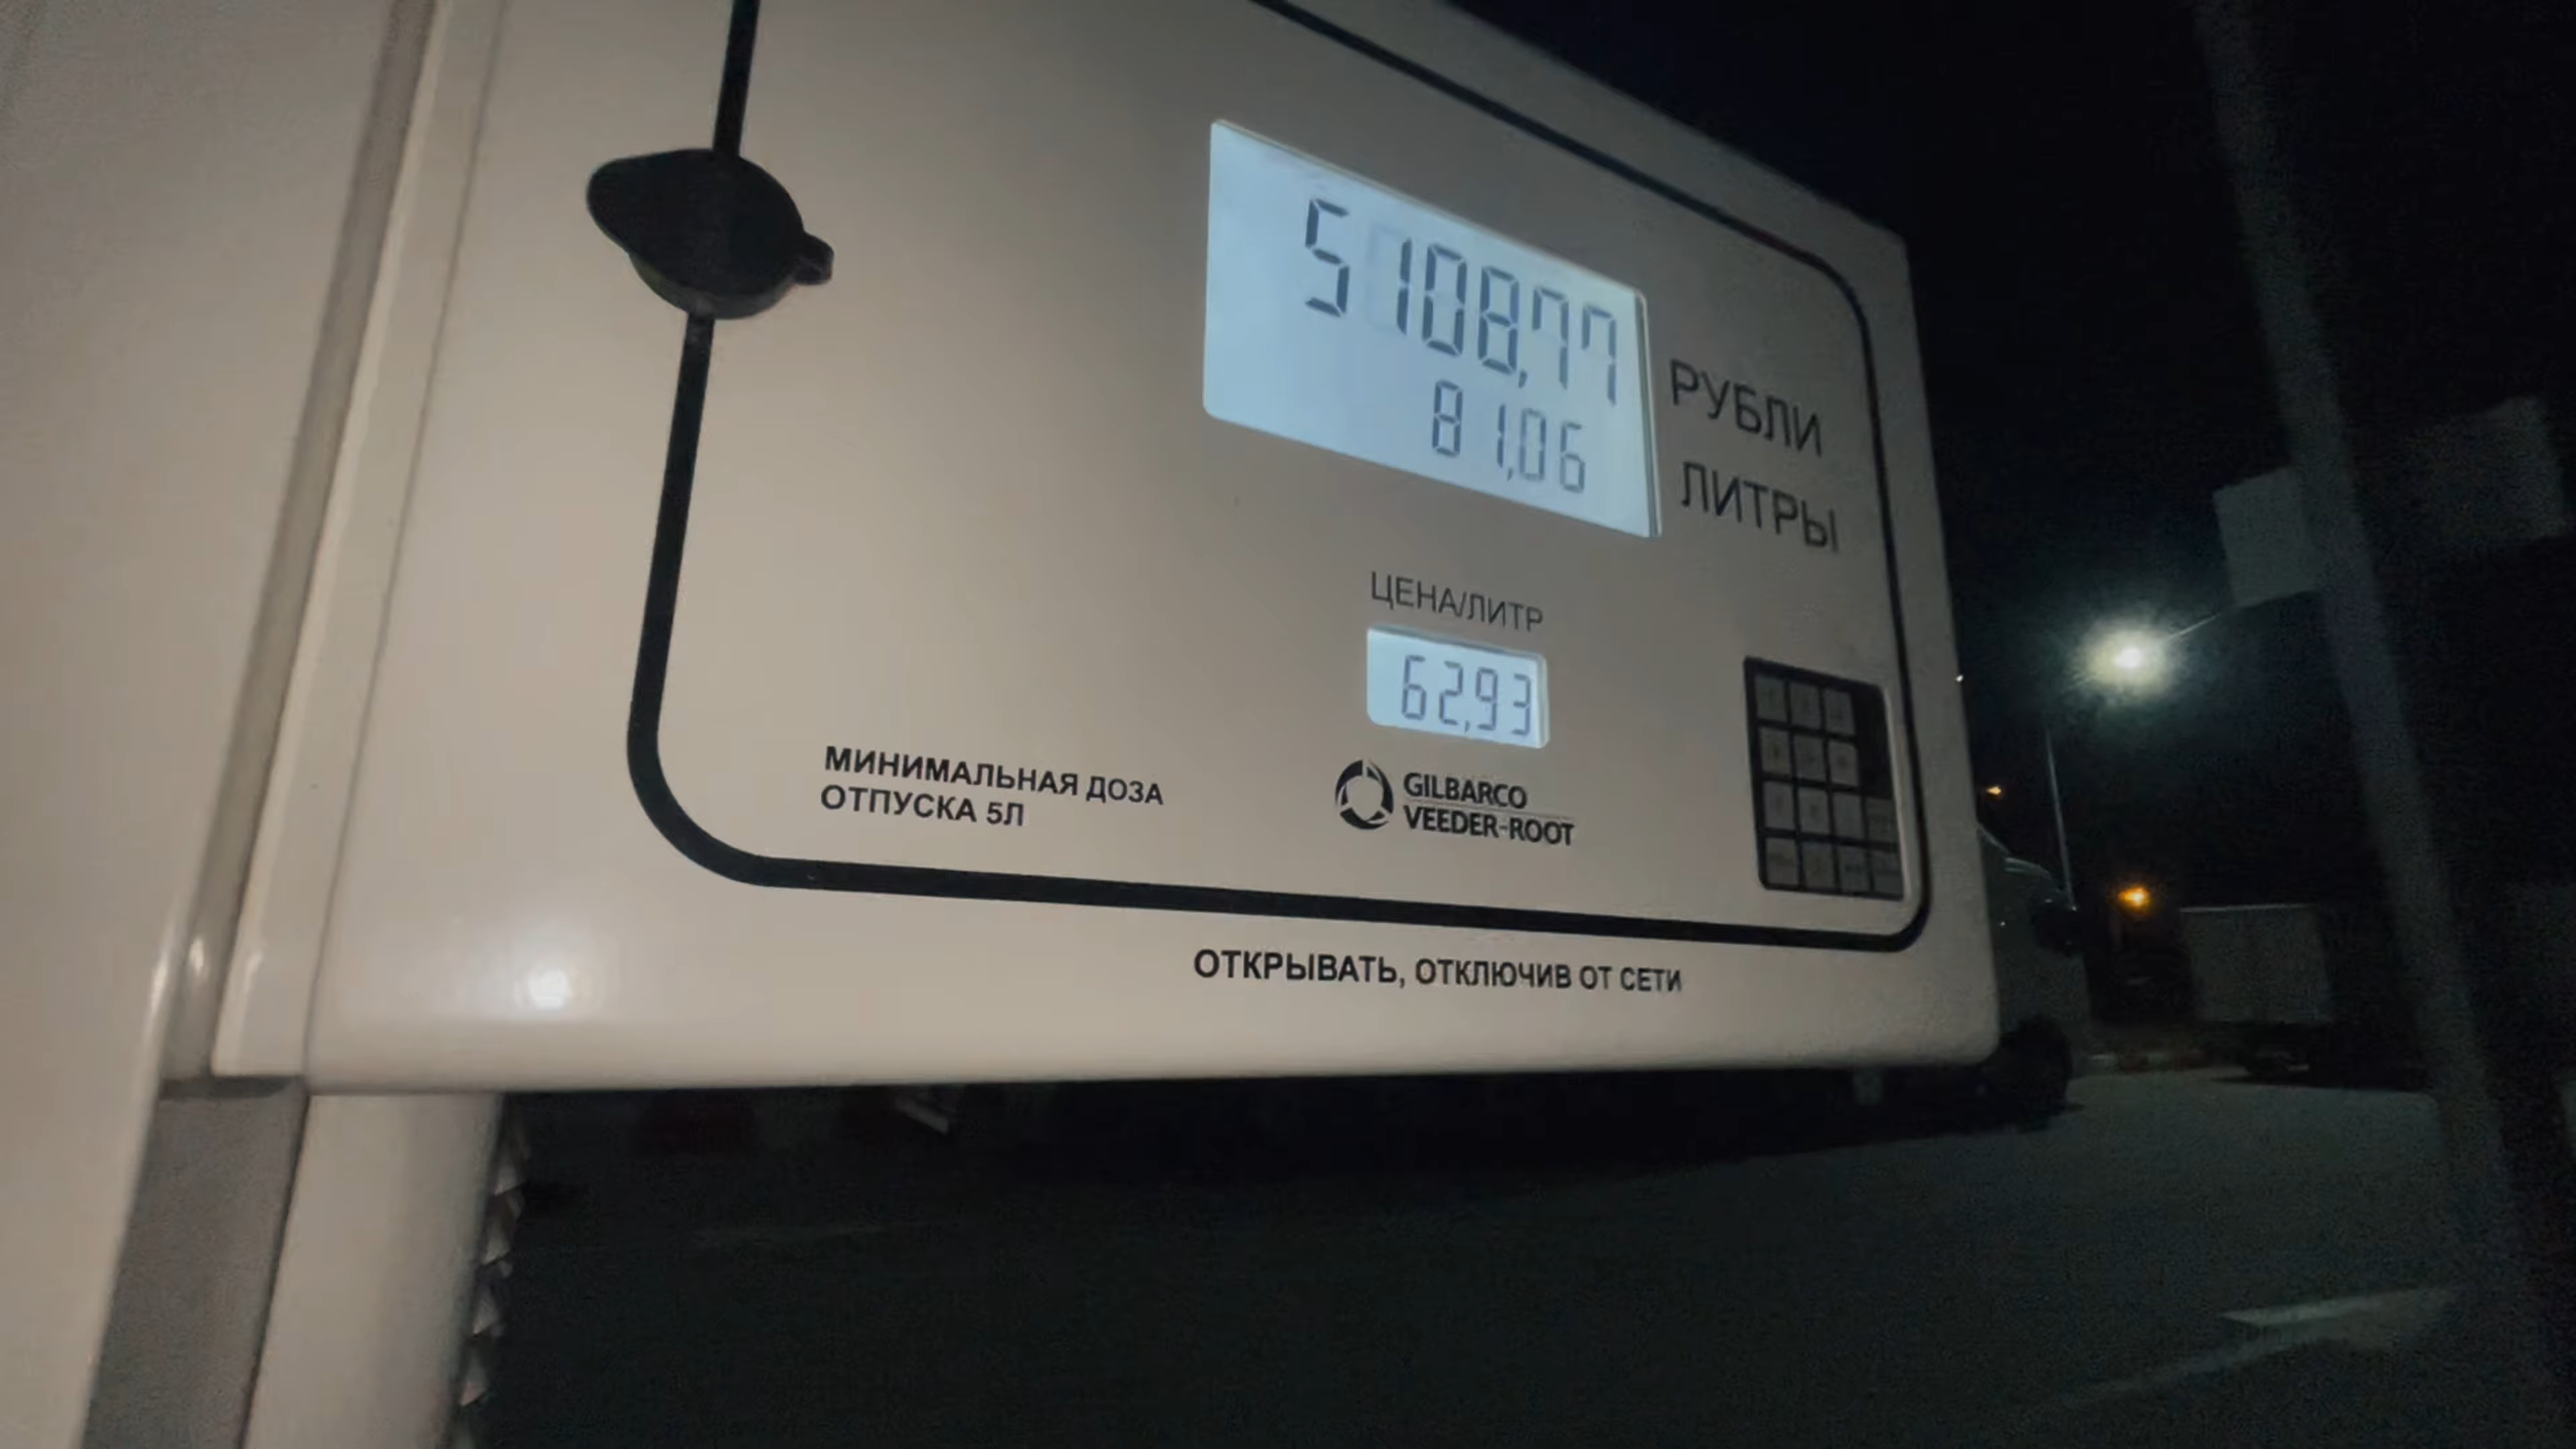 5108,77
РУБЛИ
81,06
ЛИТРЫ
ЦЕНА/ЛИТР
62,93
МИНИМАЛЬНАЯ ДОЗА
ОТПУСКА 5Л
GILBARCO
VEEDER-ROOT
ОТКРЫВАТЬ, ОТКЛЮЧИВ ОТ СЕТИ